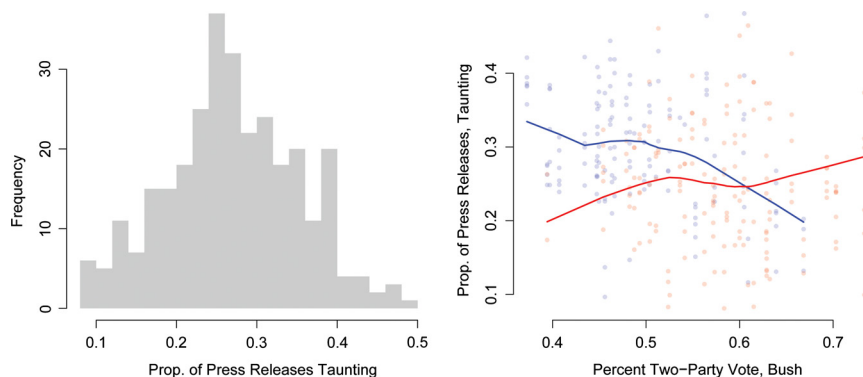 Frequency
0 10 20 30
0.1 0.2 0.3 0.4 0.5
Prop. of Press Releases Taunting
Prop. of Press Releases, Taunting
0.1 0.2 0.3 0.4
0.4 0.5 0.6 0.7
Percent Two−Party Vote, Bush